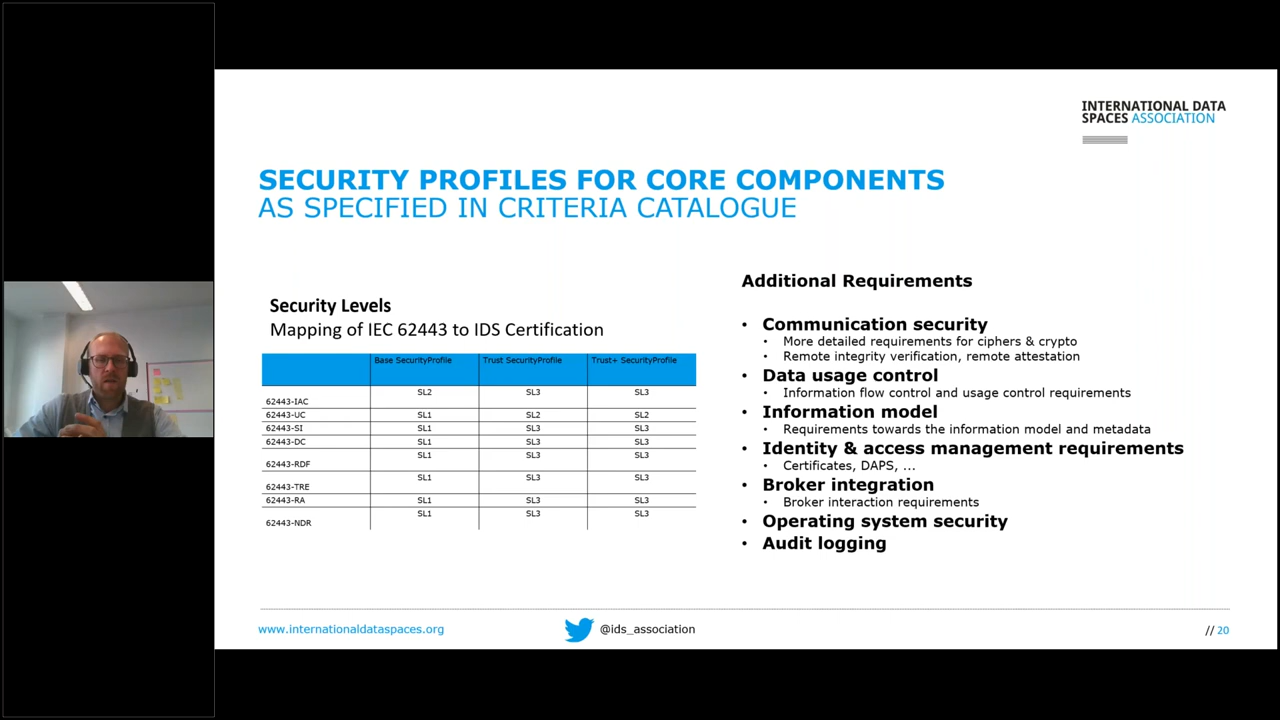 INTERNATIONAL DATA
SPACES ASSOCIATION
SECURITY PROFILES FOR CORE COMPONENTS
AS SPECIFIED IN CRITERIA CATALOGUE
Security Levels
Mapping of IEC 62443 to IDS Certification
Base SecurityProfile Trust SecurityProfile Trust+ SecurityProfile
62443-IAC SL2 SL3 SL3
62443-UC SL1 SL2 SL2
62443-SI SL1 SL3 SL3
62443-DC SL1 SL3 SL3
62443-RDF SL1 SL3 SL3
62443-TRE SL1 SL3 SL3
62443-RA SL1 SL3 SL3
62443-NDR SL1 SL3 SL3
Additional Requirements
• Communication security
• More detailed requirements for ciphers & crypto
• Remote integrity verification, remote attestation
• Data usage control
• Information flow control and usage control requirements
• Information model
• Requirements towards the information model and metadata
• Identity & access management requirements
• Certificates, DAPS, ...
• Broker integration
• Broker interaction requirements
• Operating system security
• Audit logging
www.internationaldataspaces.org
@ids_association
// 20